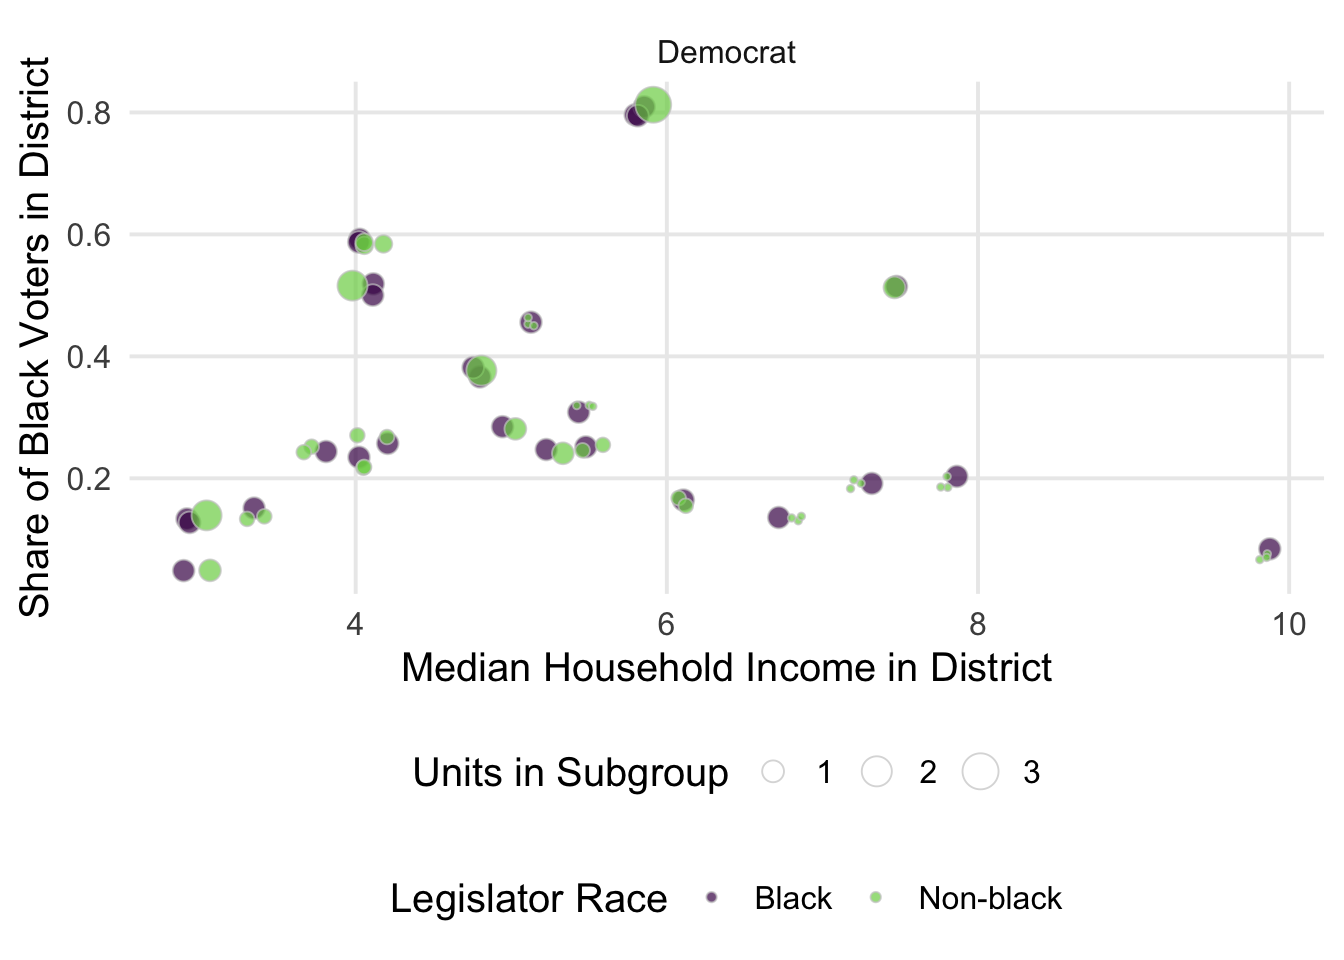 Democrat
Share of Black Voters in District
0.8
0.6
0.4
0.2
4 6 8 10
Median Household Income in District
Units in Subgroup 1 2 3
Legislator Race Black Non-black